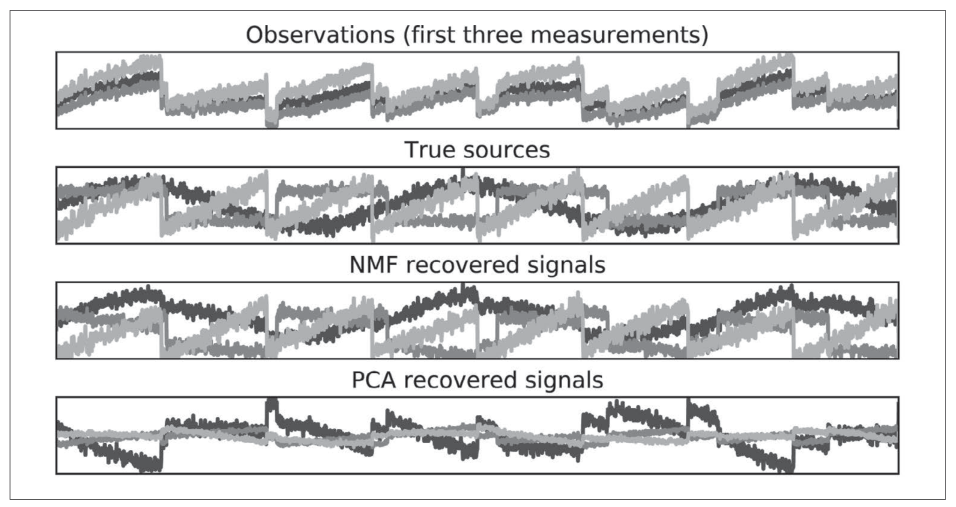 Observations (first three measurements)
True sources
NMF recovered signals
PCA recovered signals